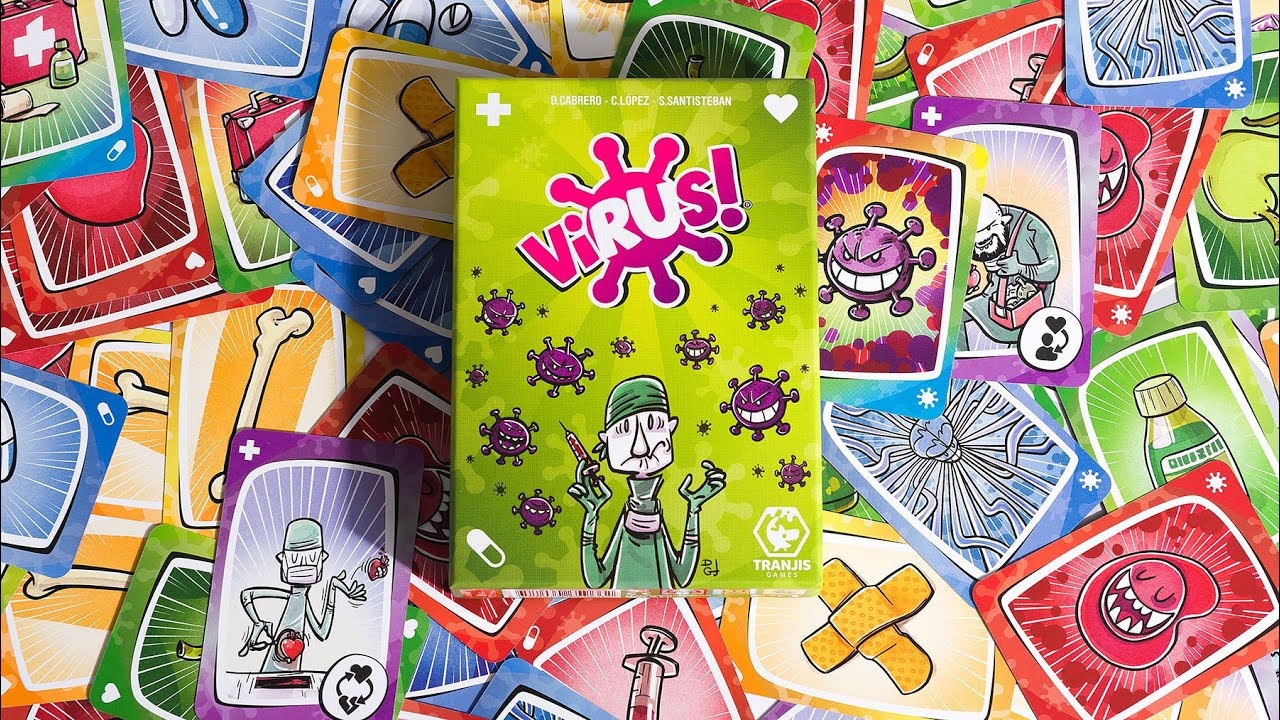 D.CABRERO - C.LÓPEZ - S.SANTISTEBAN
ViRUS!
®
TRANJIS
GAMES